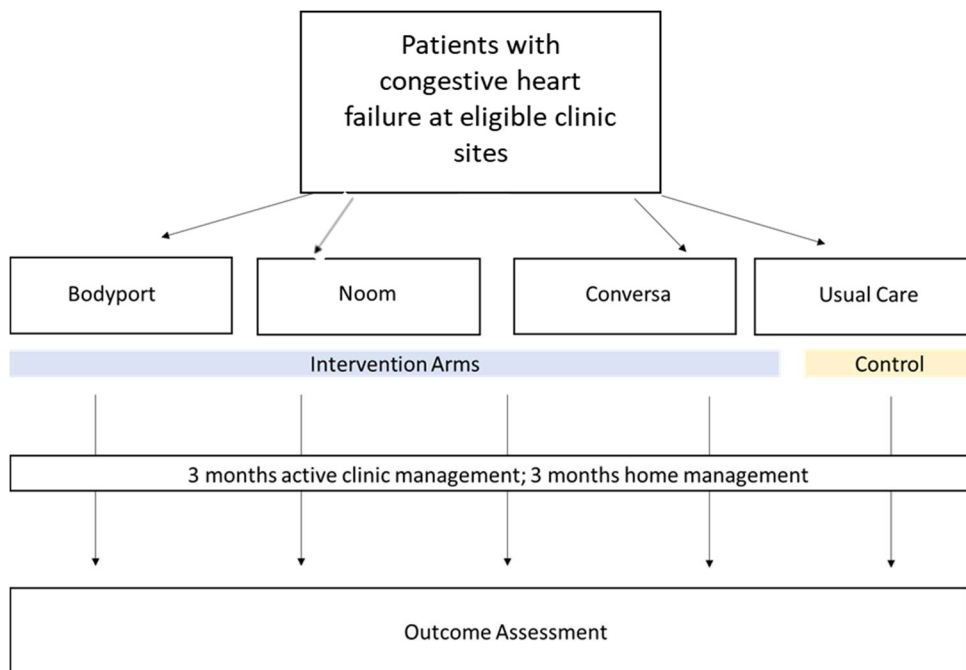 Patients with
congestive heart
failure at eligible clinic
sites
Bodyport
Noom
Conversa
Usual Care
Intervention Arms
Control
3 months active clinic management; 3 months home management
Outcome Assessment